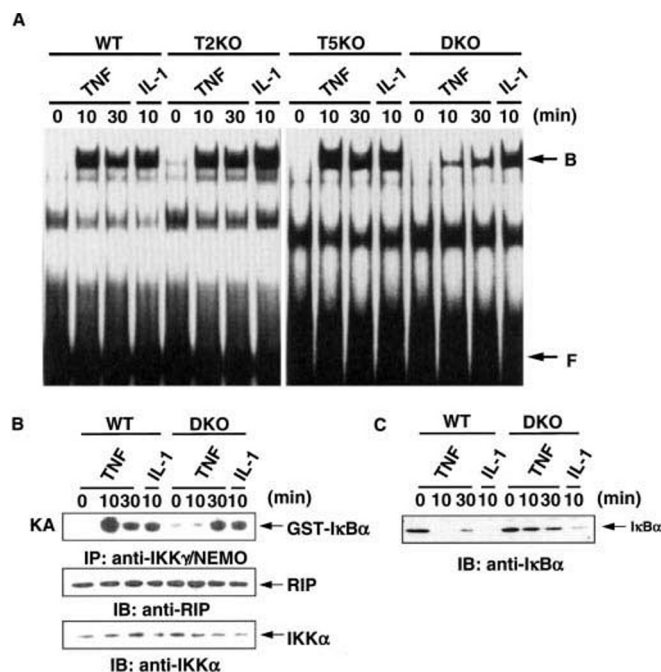 A
WT T2KO T5KO DKO
TNF IL-1 TNF IL-1 TNF IL-1 TNF IL-1
0 10 30 10 0 10 30 10 0 10 30 10 0 10 30 10 (min)
B
F
B
WT DKO
TNF IL-1 TNF IL-1
0 10 30 10 0 10 30 10 (min)
KA GST-IκBα
IP: anti-IKKγ/NEMO
RIP
IB: anti-RIP
IKKα
IB: anti-IKKα
C
WT DKO
TNF IL-1 TNF IL-1
0 10 30 10 0 10 30 10 (min)
IκBα
IB: anti-IκBα